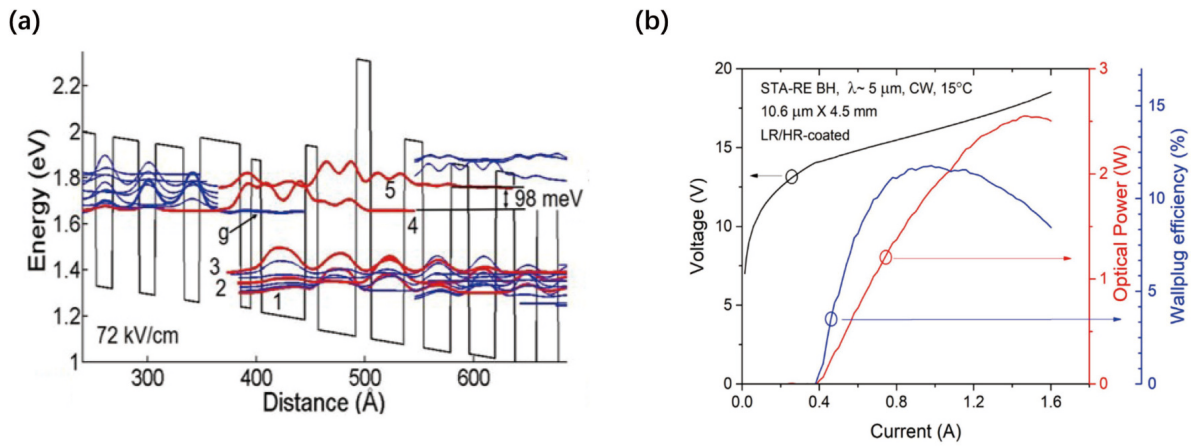 (a)
Energy (eV)
2.2
2
1.8
1.6
1.4
1.2
1
5
4
98 meV
g
3
2
1
72 kV/cm
300
400
500
600
Distance (Å)
(b)
STA-RE BH, λ~ 5 μm, CW, 15°C
10.6 μm X 4.5 mm
LR/HR-coated
Voltage (V)
20
15
10
5
0
0.0
0.4
0.8
1.2
1.6
Current (A)
3
2
1
0
Optical Power (W)
15
10
5
0
Wallplug efficiency (%)